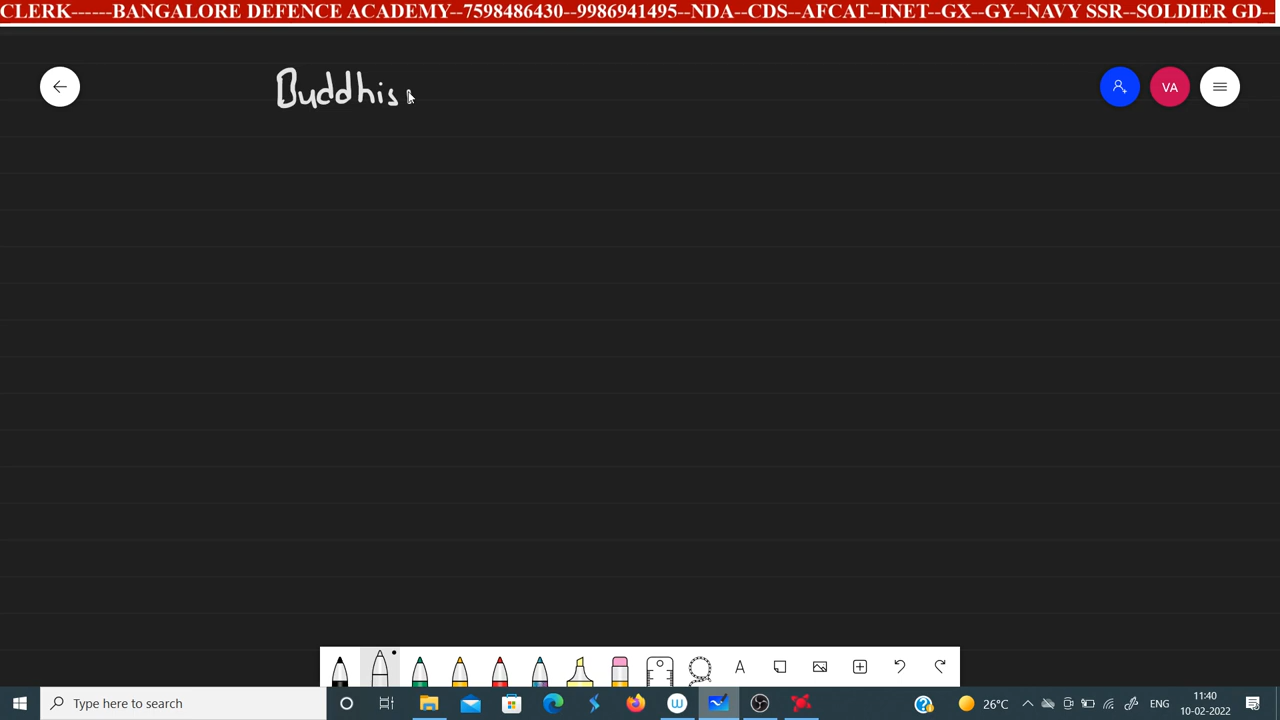 CLERK------BANGALORE DEFENCE ACADEMY--7598486430--9986941495--NDA--CDS--AFCAT--INET--GX--GY--NAVY SSR--SOLDIER GD--
Buddhis
VA
A
Type here to search
26°C
ENG
11:40
10-02-2022